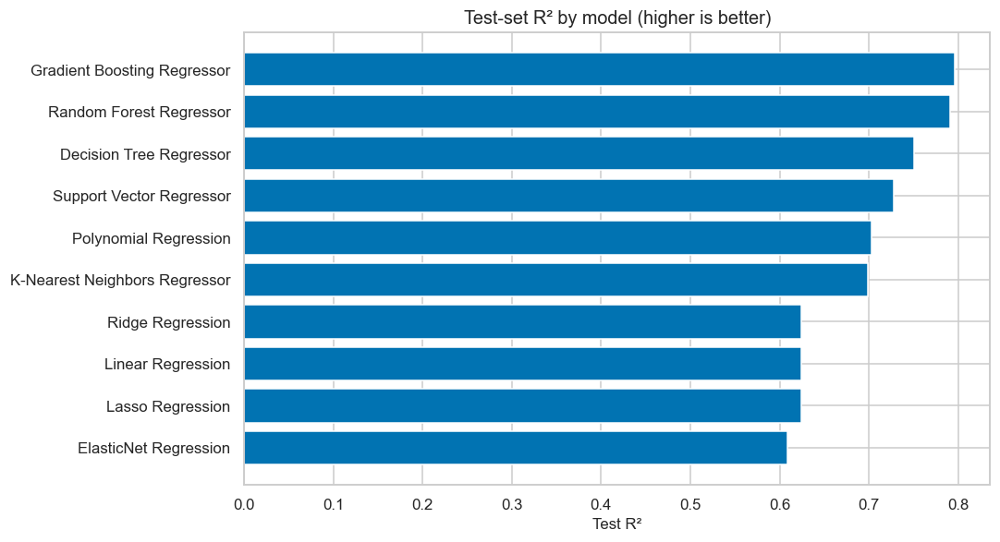 Test-set R² by model (higher is better)
Gradient Boosting Regressor
Random Forest Regressor
Decision Tree Regressor
Support Vector Regressor
Polynomial Regression
K-Nearest Neighbors Regressor
Ridge Regression
Linear Regression
Lasso Regression
ElasticNet Regression
0.0 0.1 0.2 0.3 0.4 0.5 0.6 0.7 0.8
Test R²